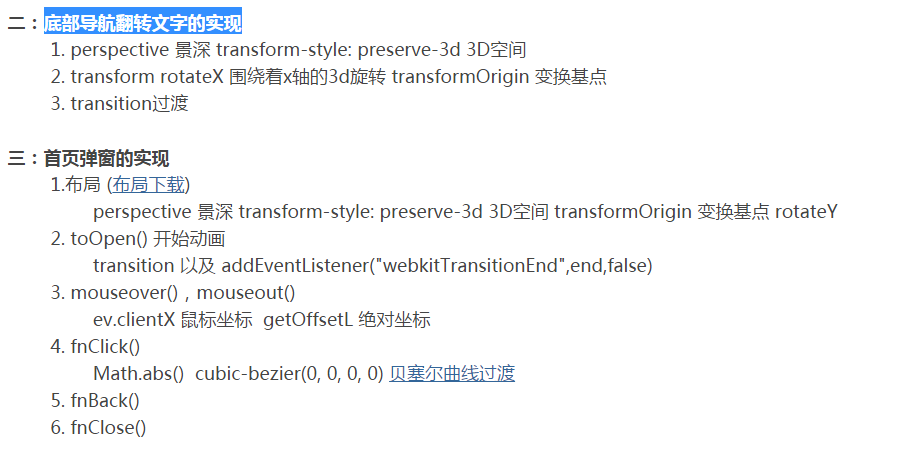 二：底部导航翻转文字的实现
1. perspective 景深 transform-style: preserve-3d 3D空间
2. transform rotateX 围绕着x轴的3d旋转 transformOrigin 变换基点
3. transition过渡
三：首页弹窗的实现
1.布局 (布局下载)
perspective 景深 transform-style: preserve-3d 3D空间 transformOrigin 变换基点 rotateY
2. toOpen() 开始动画
transition 以及 addEventListener("webkitTransitionEnd",end,false)
3. mouseover()，mouseout()
ev.clientX 鼠标坐标 getOffsetL 绝对坐标
4. fnClick()
Math.abs() cubic-bezier(0, 0, 0, 0) 贝塞尔曲线过渡
5. fnBack()
6. fnClose()